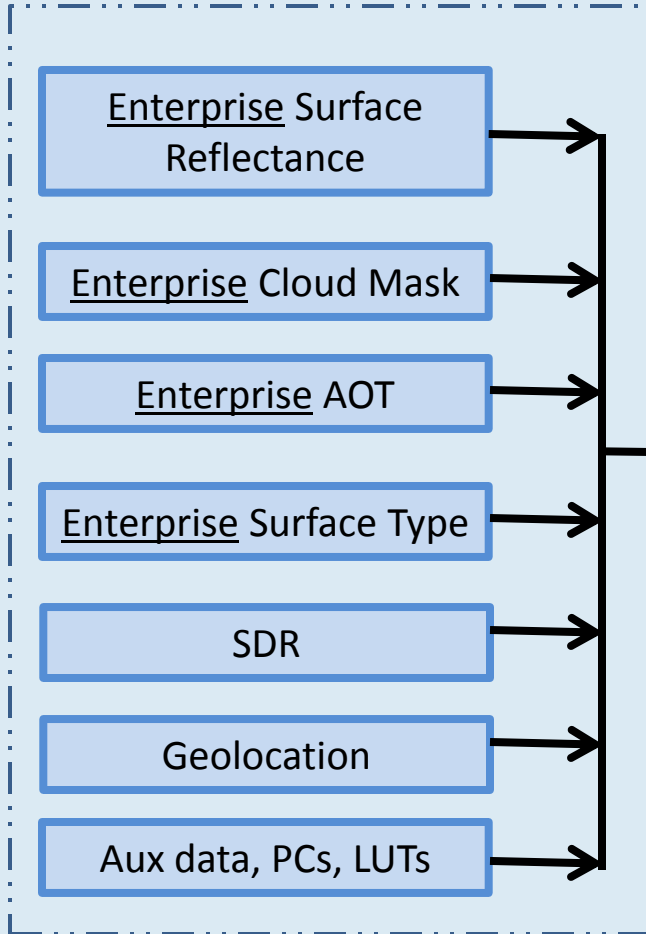 Enterprise Surface
Reflectance
Enterprise Cloud Mask
Enterprise AOT
Enterprise Surface Type
SDR
Geolocation
Aux data, PCs, LUTs